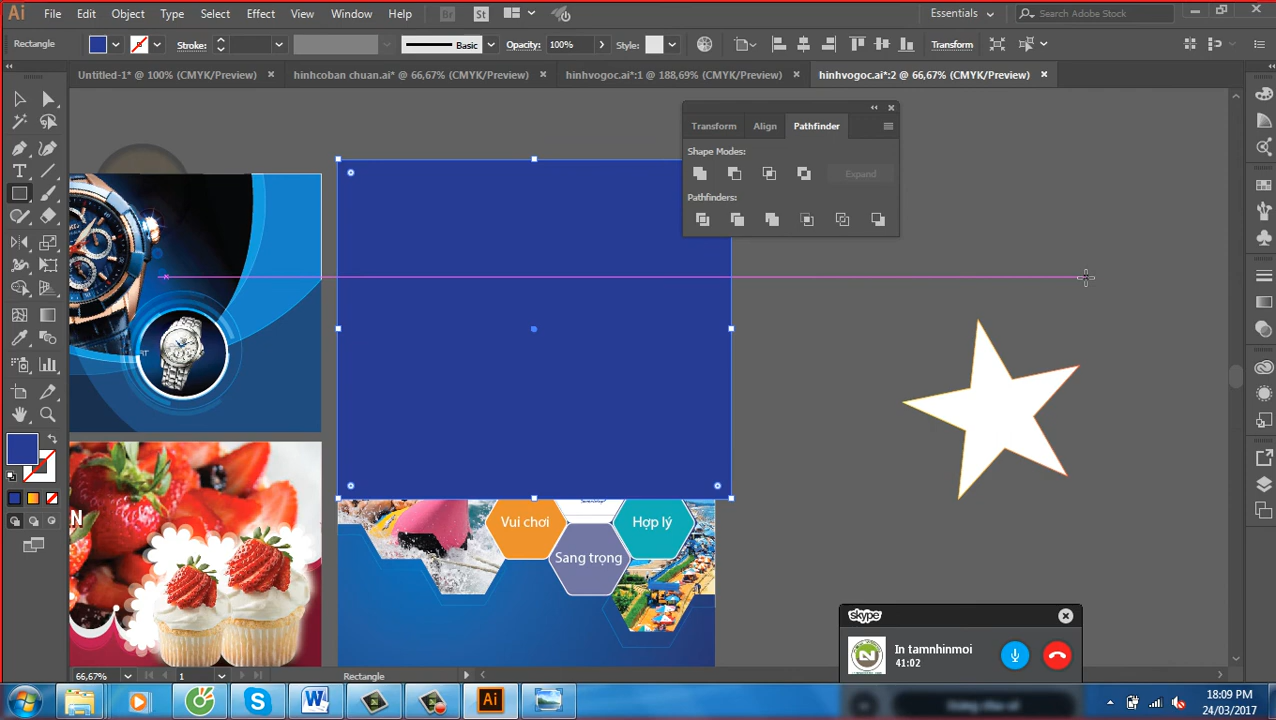 Ai File Edit Object Type Select Effect View Window Help Br St Essentials Search Adobe Stock
Rectangle Stroke: Basic Opacity: 100% Style: Transform
Untitled-1* @ 100% (CMYK/Preview) hinhcoban chuan.ai* @ 66,67% (CMYK/Preview) hinhvogoc.ai*:1 @ 188,69% (CMYK/Preview) hinhvogoc.ai*:2 @ 66,67% (CMYK/Preview)
Transform Align Pathfinder
Shape Modes:
Expand
Pathfinders:
N
Vui chơi
Hợp lý
Sang trọng
skype
In tamnhinmoi
41:02
66,67% 1 Rectangle
W Ai
18:09 PM
24/03/2017